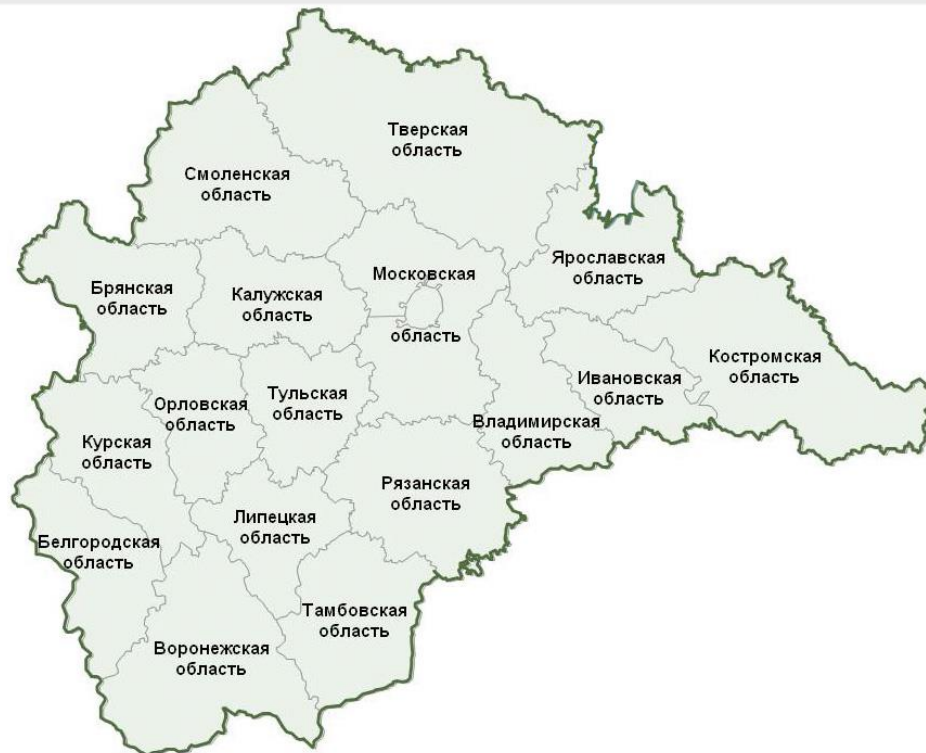 Тверская
область
Смоленская
область
Ярославская
область
Московская
область
Брянская
область
Калужская
область
Костромская
область
Ивановская
область
Тульская
область
Орловская
область
Владимирская
область
Курская
область
Рязанская
область
Липецкая
область
Белгородская
область
Тамбовская
область
Воронежская
область